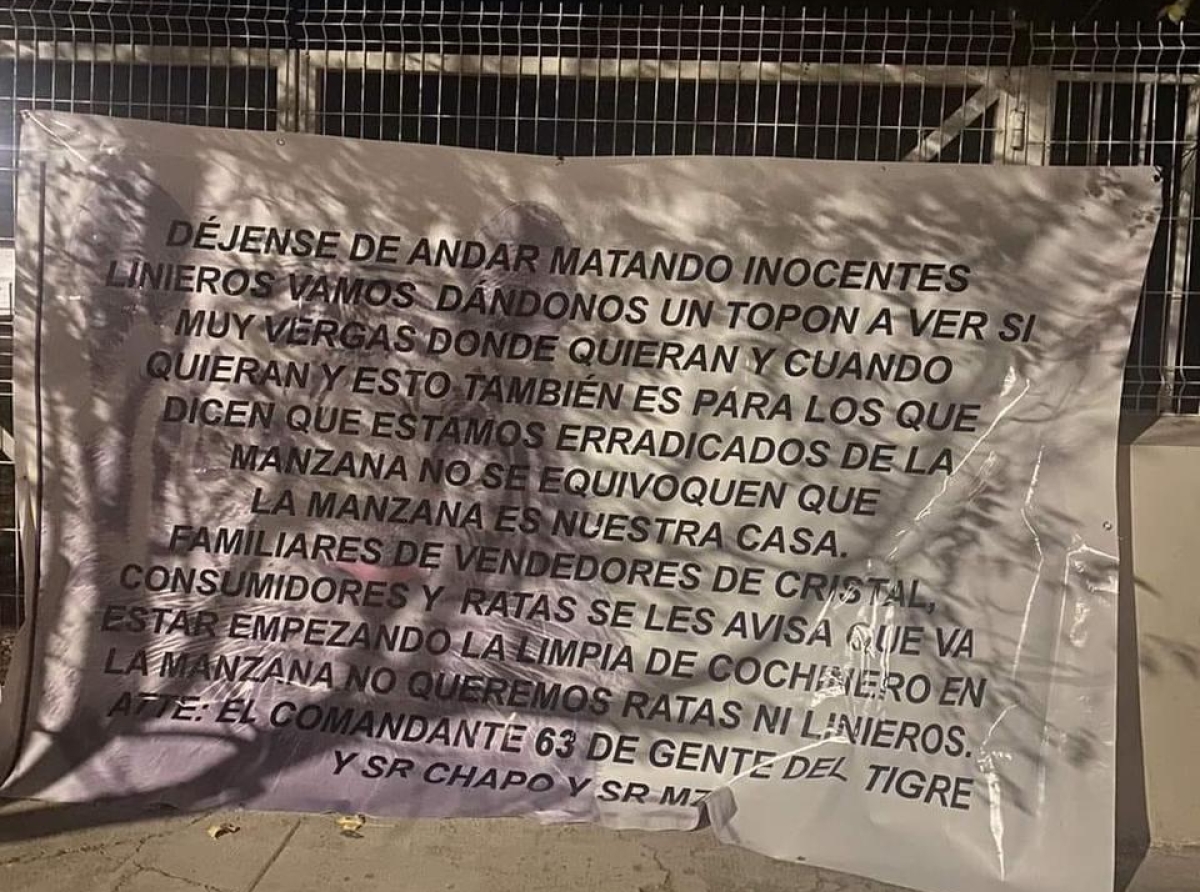 DÉJENSE DE ANDAR MATANDO INOCENTES
LINIEROS VAMOS DÁNDONOS UN TOPON A VER SI
MUY VERGAS DONDE QUIERAN Y CUANDO
QUIERAN Y ESTO TAMBIÉN ES PARA LOS QUE
DICEN QUE ESTAMOS ERRADICADOS DE LA
MANZANA NO SE EQUIVOQUEN QUE
LA MANZANA ES NUESTRA CASA.
FAMILIARES DE VENDEDORES DE CRISTAL,
CONSUMIDORES Y RATAS SE LES AVISA QUE VA
ESTAR EMPEZANDO LA LIMPIA DE COCHINERO EN
LA MANZANA NO QUEREMOS RATAS NI LINIEROS.
ATTE: EL COMANDANTE 63 DE GENTE DEL TIGRE
Y SR CHAPO Y SR MZ